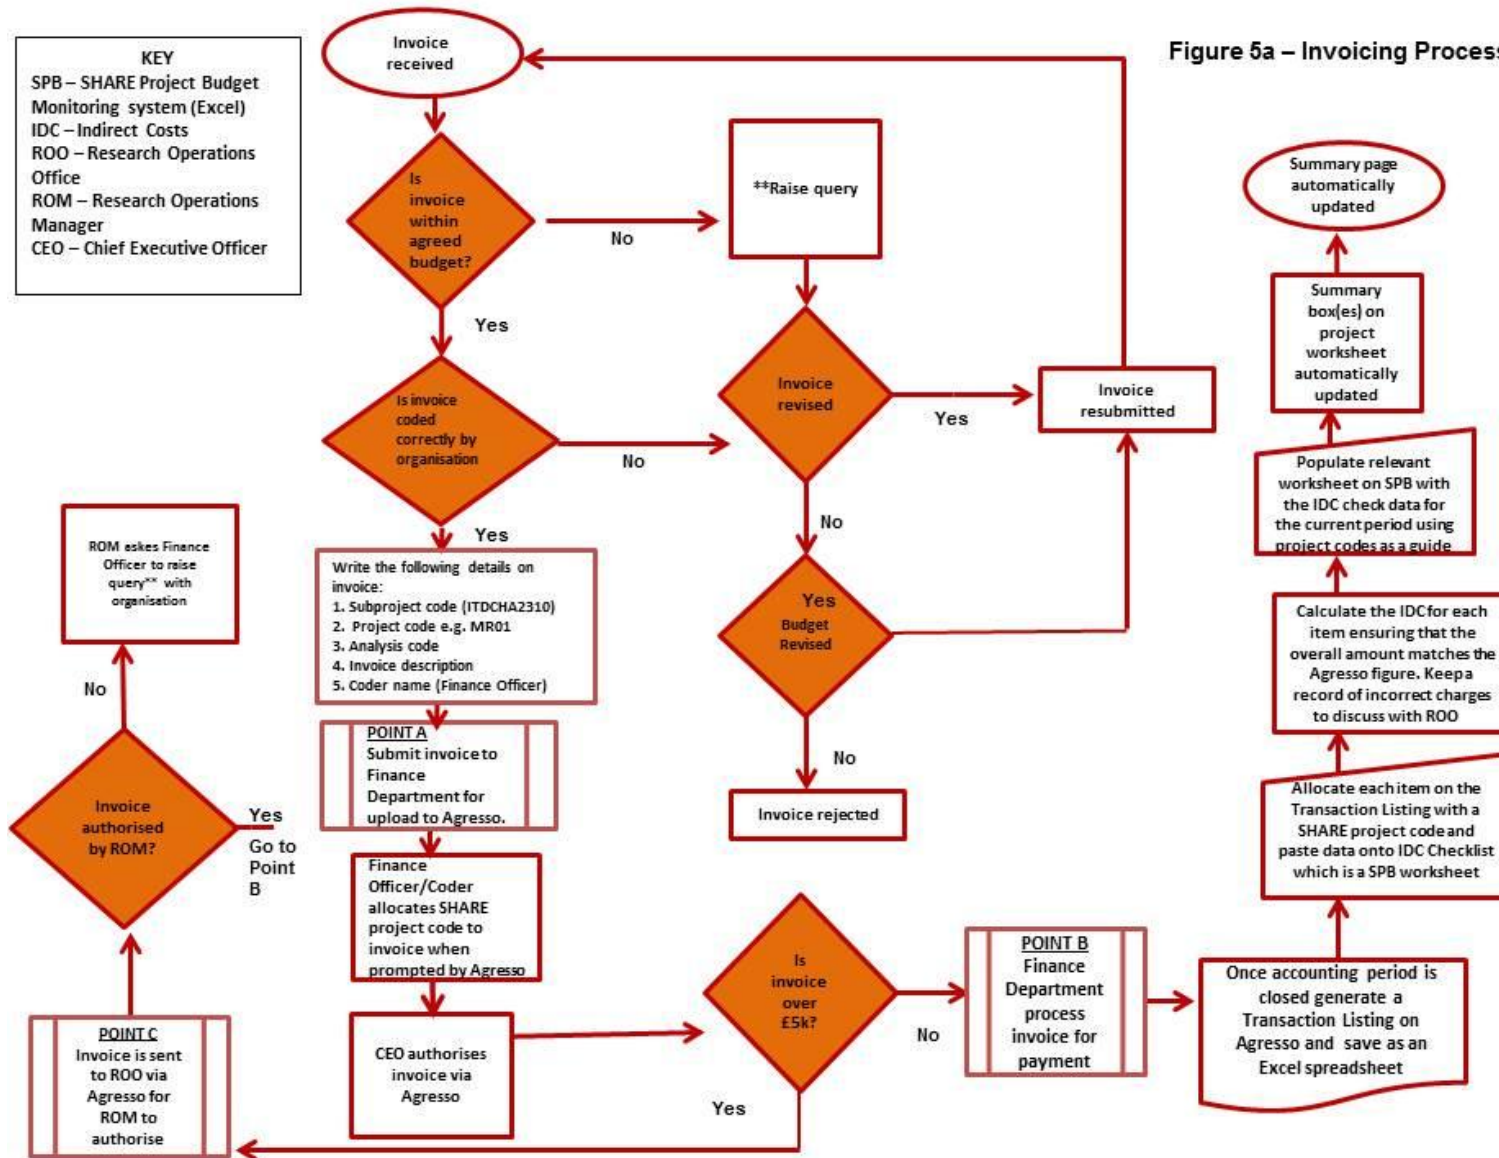 Figure 5a – Invoicing Process
KEY
SPB – SHARE Project Budget
Monitoring system (Excel)
IDC – Indirect Costs
ROO – Research Operations
Office
ROM – Research Operations
Manager
CEO – Chief Executive Officer
Invoice
received
Is
invoice
within
agreed
budget?
No
**Raise query
Yes
Is invoice
coded
correctly by
organisation
No
Invoice
revised
Yes
Invoice
resubmitted
No
Yes
Budget
Revised
No
Invoice rejected
Yes
Write the following details on
invoice:
1. Subproject code (ITDCHA2310)
2. Project code e.g. MR01
3. Analysis code
4. Invoice description
5. Coder name (Finance Officer)
POINT A
Submit invoice to
Finance
Department for
upload to Agresso.
Finance
Officer/Coder
allocates SHARE
project code to
invoice when
prompted by Agresso
CEO authorises
invoice via
Agresso
Is
invoice
over
£5k?
No
Yes
POINT C
Invoice is sent
to ROO via
Agresso for
ROM to
authorise
Invoice
authorised
by ROM?
Yes
Go to
Point
B
No
ROM askes Finance
Officer to raise
query** with
organisation
POINT B
Finance
Department
process
invoice for
payment
Once accounting period is
closed generate a
Transaction Listing on
Agresso and save as an
Excel spreadsheet
Allocate each item on the
Transaction Listing with a
SHARE project code and
paste data onto IDC Checklist
which is a SPB worksheet
Calculate the IDC for each
item ensuring that the
overall amount matches the
Agresso figure. Keep a
record of incorrect charges
to discuss with ROO
Populate relevant
worksheet on SPB with
the IDC check data for
the current period using
project codes as a guide
Summary
box(es) on
project
worksheet
automatically
updated
Summary page
automatically
updated